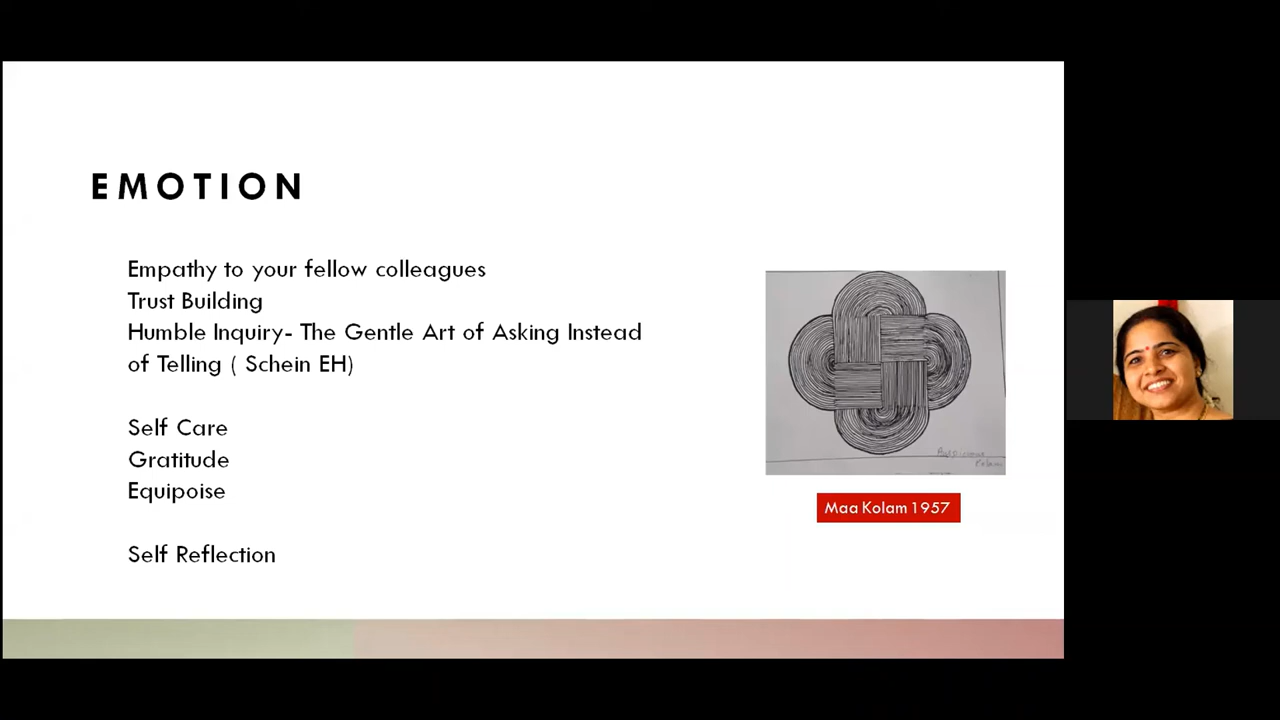 EMOTION
Empathy to your fellow colleagues
Trust Building
Humble Inquiry- The Gentle Art of Asking Instead
of Telling ( Schein EH)
Self Care
Gratitude
Equipoise
Self Reflection
Kolam
Maa Kolam 1957